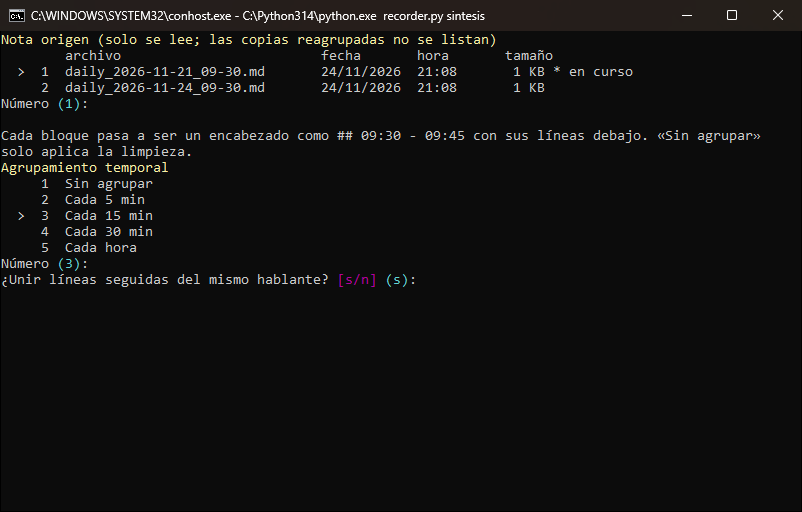 C:\WINDOWS\SYSTEM32\conhost.exe - C:\Python314\python.exe  recorder.py sintesis
Nota origen (solo se lee; las copias reagrupadas no se listan)
        archivo                         fecha       hora       tamaño
  >  1  daily_2026-11-21_09-30.md       24/11/2026  21:08       1 KB * en curso
     2  daily_2026-11-24_09-30.md       24/11/2026  21:08       1 KB
Número (1):
Cada bloque pasa a ser un encabezado como ## 09:30 - 09:45 con sus líneas debajo. «Sin agrupar»
solo aplica la limpieza.
Agrupamiento temporal
     1  Sin agrupar
     2  Cada 5 min
  >  3  Cada 15 min
     4  Cada 30 min
     5  Cada hora
Número (3):
¿Unir líneas seguidas del mismo hablante? [s/n] (s):